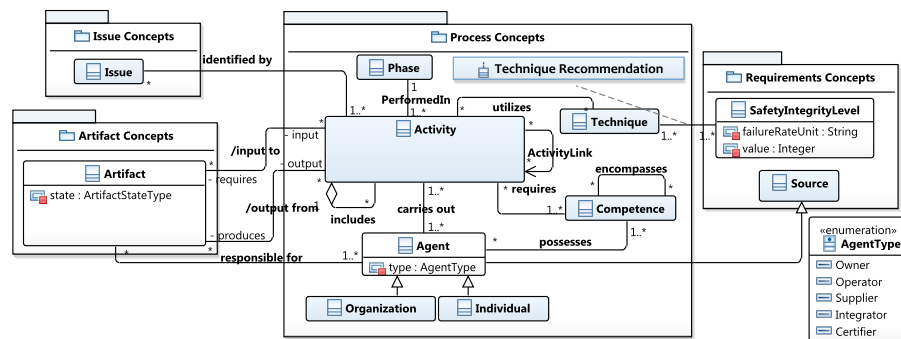 Issue Concepts
Process Concepts
identified by
Issue
*
Phase
1
PerformedIn
Technique Recommendation
Requirements Concepts
SafetyIntegrityLevel
failureRateUnit : String
value : Integer
1..*
1..*
*
utilizes
*
Technique
1..*
1..*
Artifact Concepts
- input
*
/input to
Activity
*
ActivityLink
*
Artifact
state : ArtifactStateType
*
- requires
- output
*
/output from
1
*
includes
1..*
carries out
1..*
*
requires
1..*
*
encompasses
*
Competence
1..*
Source
- produces
*
*
responsible for
1..*
Agent
type : AgentType
*
possesses
Organization
Individual
«enumeration»
AgentType
Owner
Operator
Supplier
Integrator
Certifier